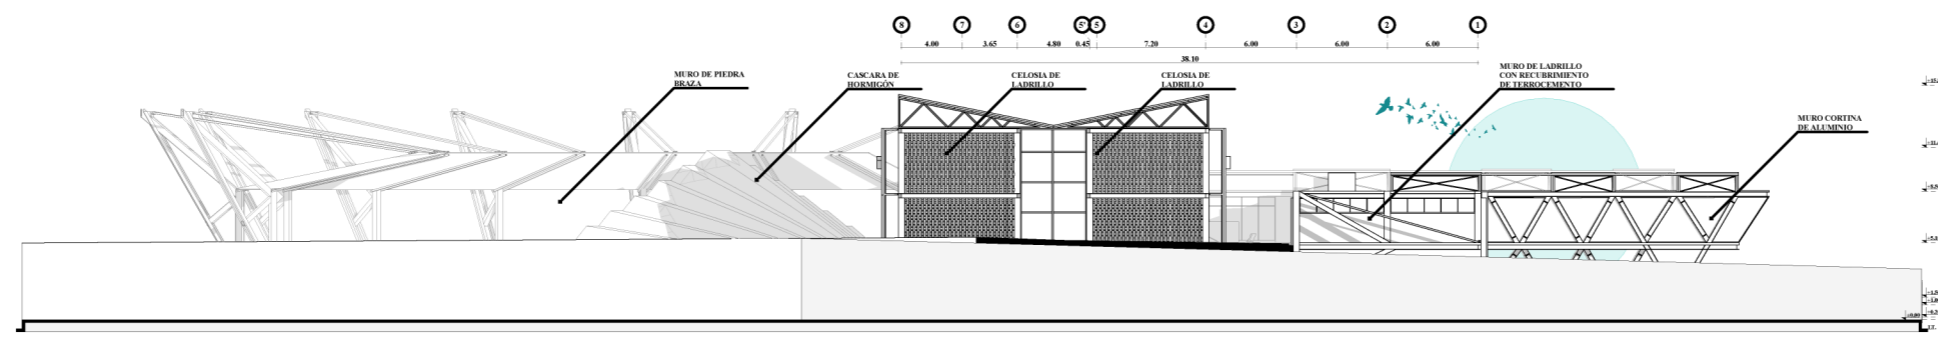 8 7 6 5' 5 4 3 2 1
4.00 3.65 4.80 0.45 7.20 6.00 6.00 6.00
38.10
MURO DE PIEDRA
BRAZA
CASCARA DE
HORMIGÓN
CELOSIA DE
LADRILLO
CELOSIA DE
LADRILLO
MURO DE LADRILLO
CON RECUBRIMIENTO
DE TERROCEMENTO
MURO CORTINA
DE ALUMINIO
±0.00